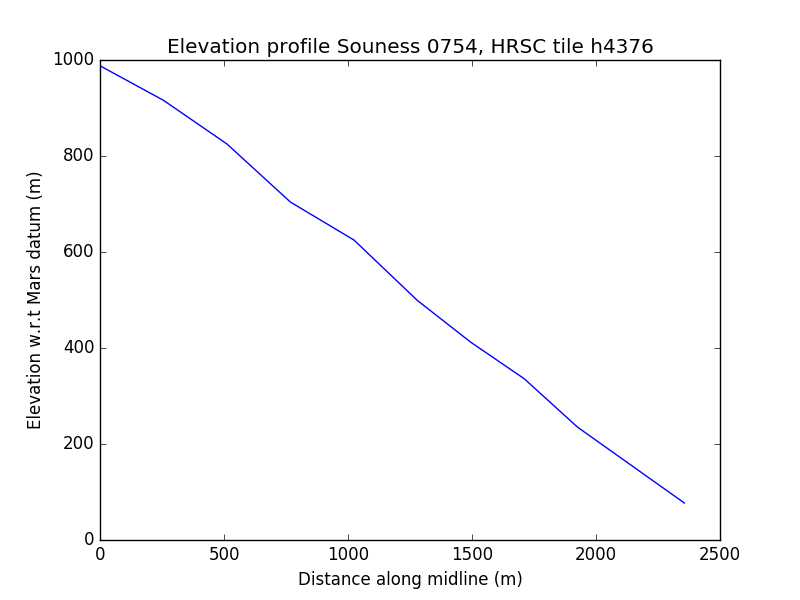 Elevation profile Souness 0754, HRSC tile h4376
1000
800
600
400
200
0
Elevation w.r.t Mars datum (m)
0 500 1000 1500 2000 2500
Distance along midline (m)